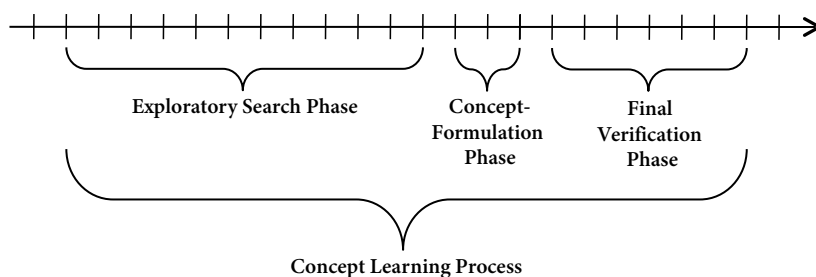 Exploratory Search Phase
Concept-
Formulation
Phase
Final
Verification
Phase
Concept Learning Process